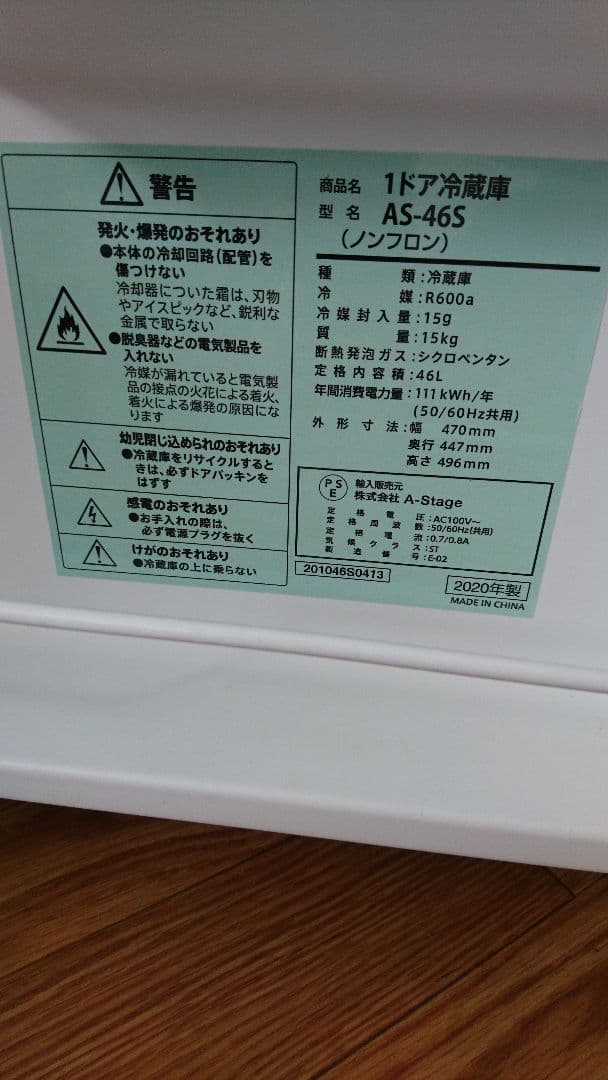 警告
発火・爆発のおそれあり
●本体の冷却回路(配管)を
傷つけない
冷却器についた霜は、刃物
やアイスピックなど、鋭利な
金属で取らない
●脱臭器などの電気製品を
入れない
冷媒が漏れていると電気製
品の接点の火花による着火、
着火による爆発の原因にな
ります
幼児閉じ込められのおそれあり
●冷蔵庫をリサイクルすると
きは、必ずドアパッキンを
はずす
感電のおそれあり
●お手入れの際は、
必ず電源プラグを抜く
けがのおそれあり
●冷蔵庫の上に乗らない
商品名 1ドア冷蔵庫
型名 AS-46S
(ノンフロン)
種類:冷蔵庫
冷媒:R600a
冷媒封入量:15g
質量:15kg
断熱発泡ガス:シクロペンタン
定格内容積:46L
年間消費電力量:111kWh/年
(50/60Hz共用)
外形寸法:幅 470mm
奥行 447mm
高さ 496mm
PSE 輸入販売元
株式会社 A-Stage
定格電圧:AC100V~
定格周波数:50/60Hz(共用)
定格電流:0.7/0.8A
気候クラス:ST
製造番号:E-02
201046S0413
2020年製
MADE IN CHINA